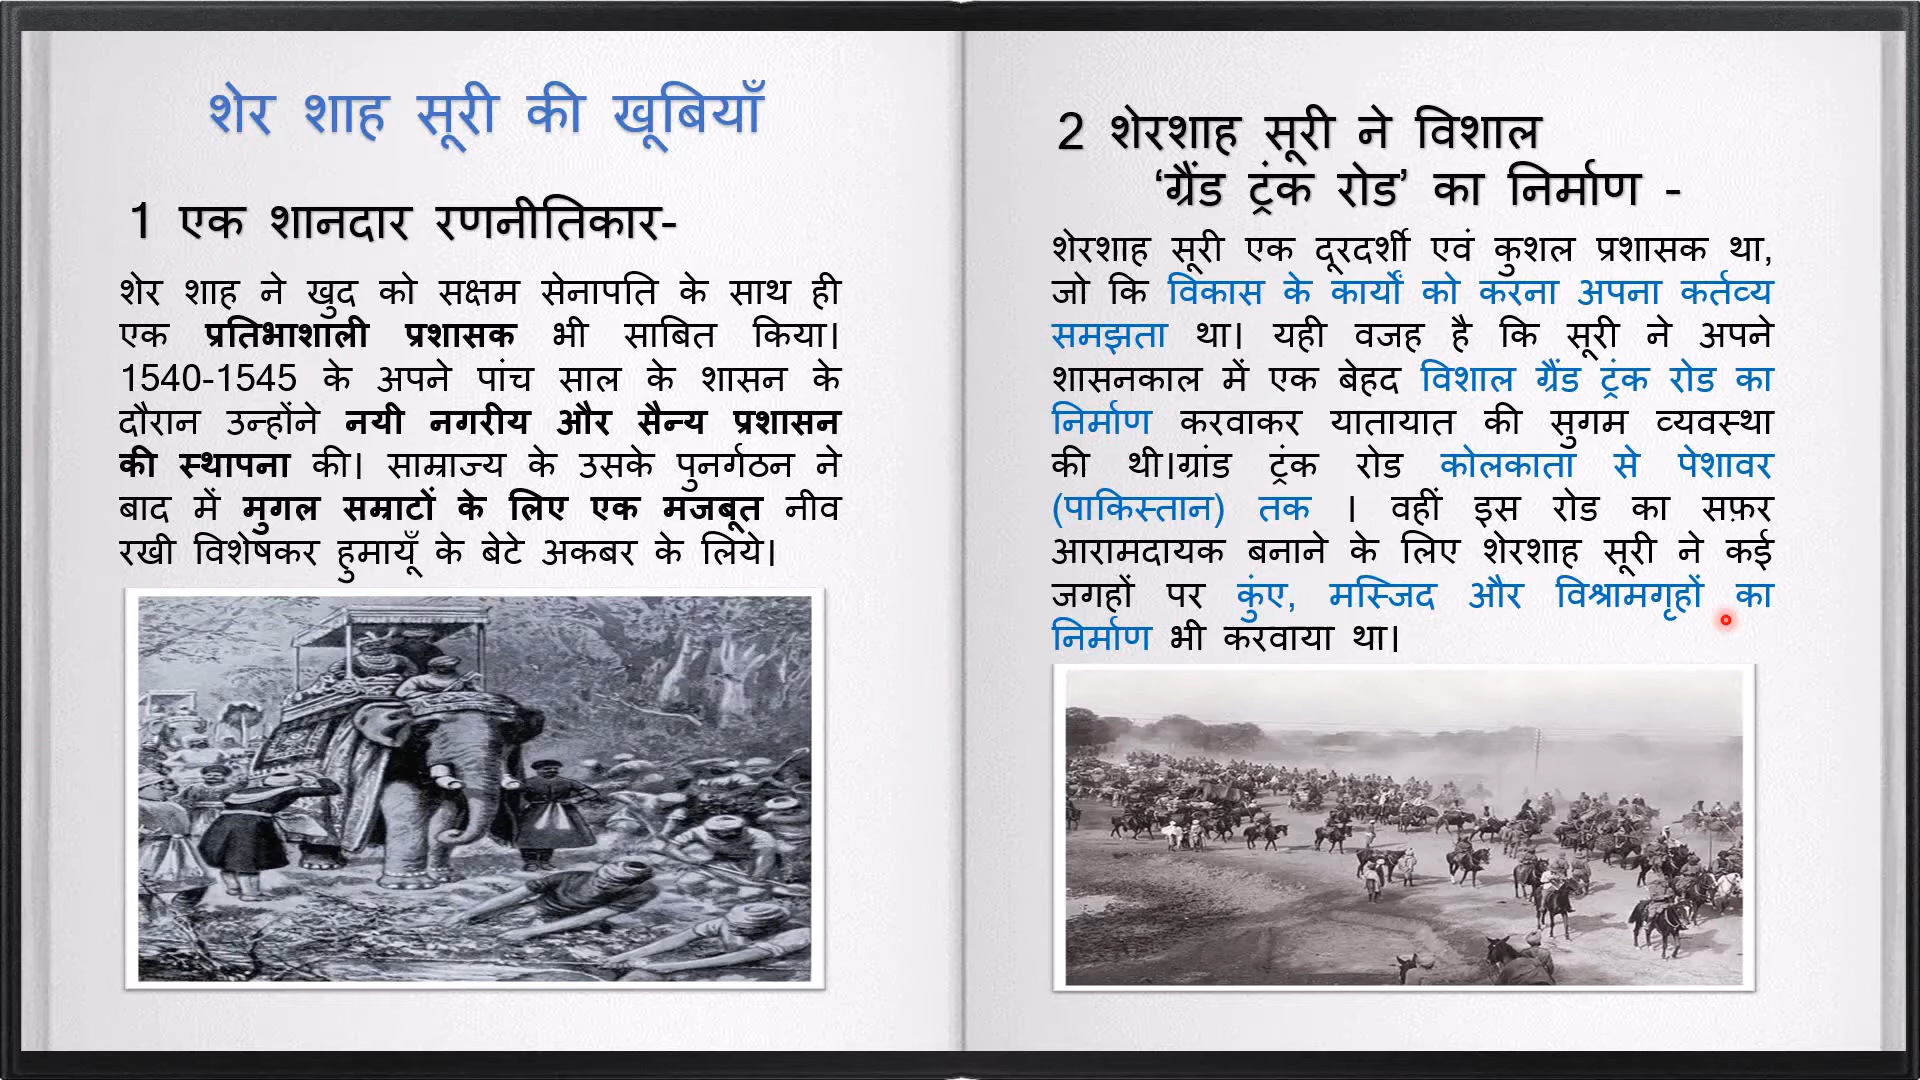 शेर शाह सूरी की खूबियाँ
1 एक शानदार रणनीतिकार-
शेर शाह ने खुद को सक्षम सेनापति के साथ ही
एक प्रतिभाशाली प्रशासक भी साबित किया।
1540-1545 के अपने पांच साल के शासन के
दौरान उन्होंने नयी नगरीय और सैन्य प्रशासन
की स्थापना की। साम्राज्य के उसके पुनर्गठन ने
बाद में मुगल सम्राटों के लिए एक मजबूत नीव
रखी विशेषकर हुमायूँ के बेटे अकबर के लिये।
2 शेरशाह सूरी ने विशाल
‘ग्रैंड ट्रंक रोड’ का निर्माण -
शेरशाह सूरी एक दूरदर्शी एवं कुशल प्रशासक था,
जो कि विकास के कार्यों को करना अपना कर्तव्य
समझता था। यही वजह है कि सूरी ने अपने
शासनकाल में एक बेहद विशाल ग्रैंड ट्रंक रोड का
निर्माण करवाकर यातायात की सुगम व्यवस्था
की थी।ग्रांड ट्रंक रोड कोलकाता से पेशावर
(पाकिस्तान) तक । वहीं इस रोड का सफ़र
आरामदायक बनाने के लिए शेरशाह सूरी ने कई
जगहों पर कुंए, मस्जिद और विश्रामगृहों का
निर्माण भी करवाया था।